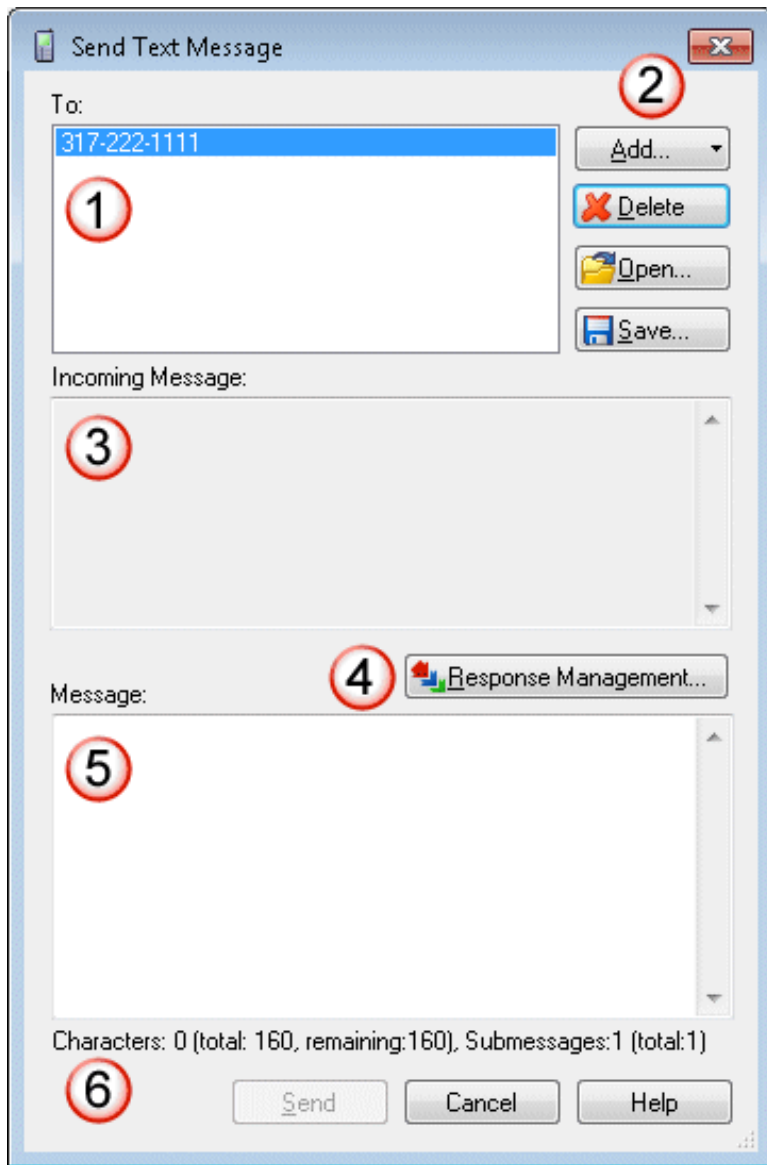 Send Text Message
2
To:
317-222-1111
Add...
1
Delete
Open...
Save...
Incoming Message:
3
4
Response Management...
Message:
5
Characters: 0 (total: 160, remaining:160), Submessages:1 (total:1)
6
Send
Cancel
Help